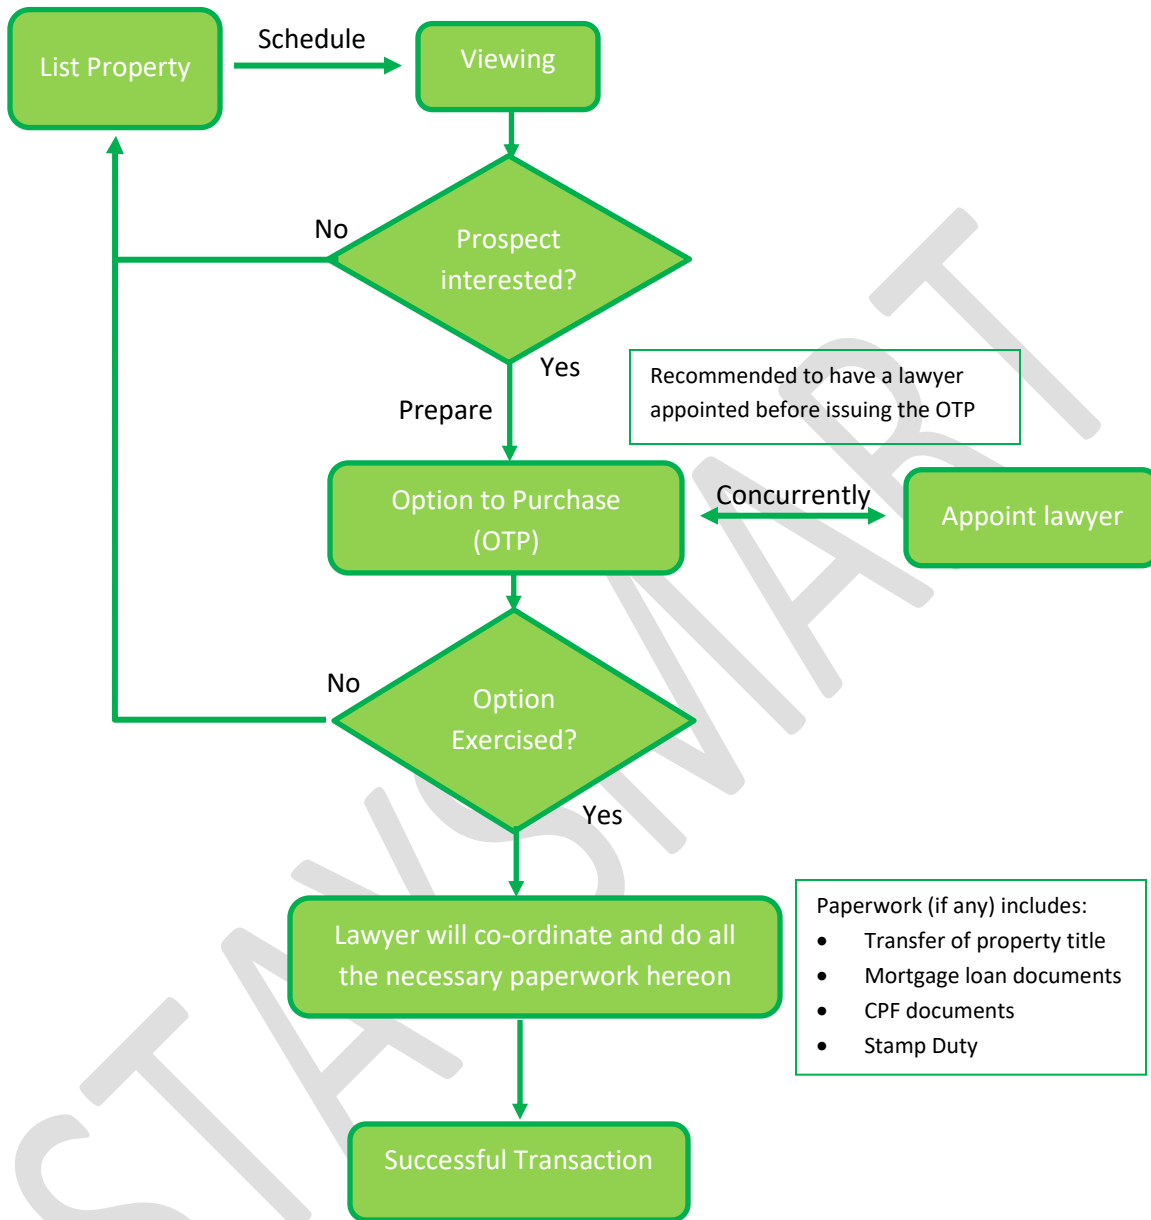 List Property
Schedule
Viewing
No
Prospect
interested?
Yes
Recommended to have a lawyer
appointed before issuing the OTP
Prepare
Option to Purchase
(OTP)
Concurrently
Appoint lawyer
No
Option
Exercised?
Yes
Lawyer will co-ordinate and do all
the necessary paperwork hereon
Paperwork (if any) includes:
• Transfer of property title
• Mortgage loan documents
• CPF documents
• Stamp Duty
Successful Transaction
STAYSMART